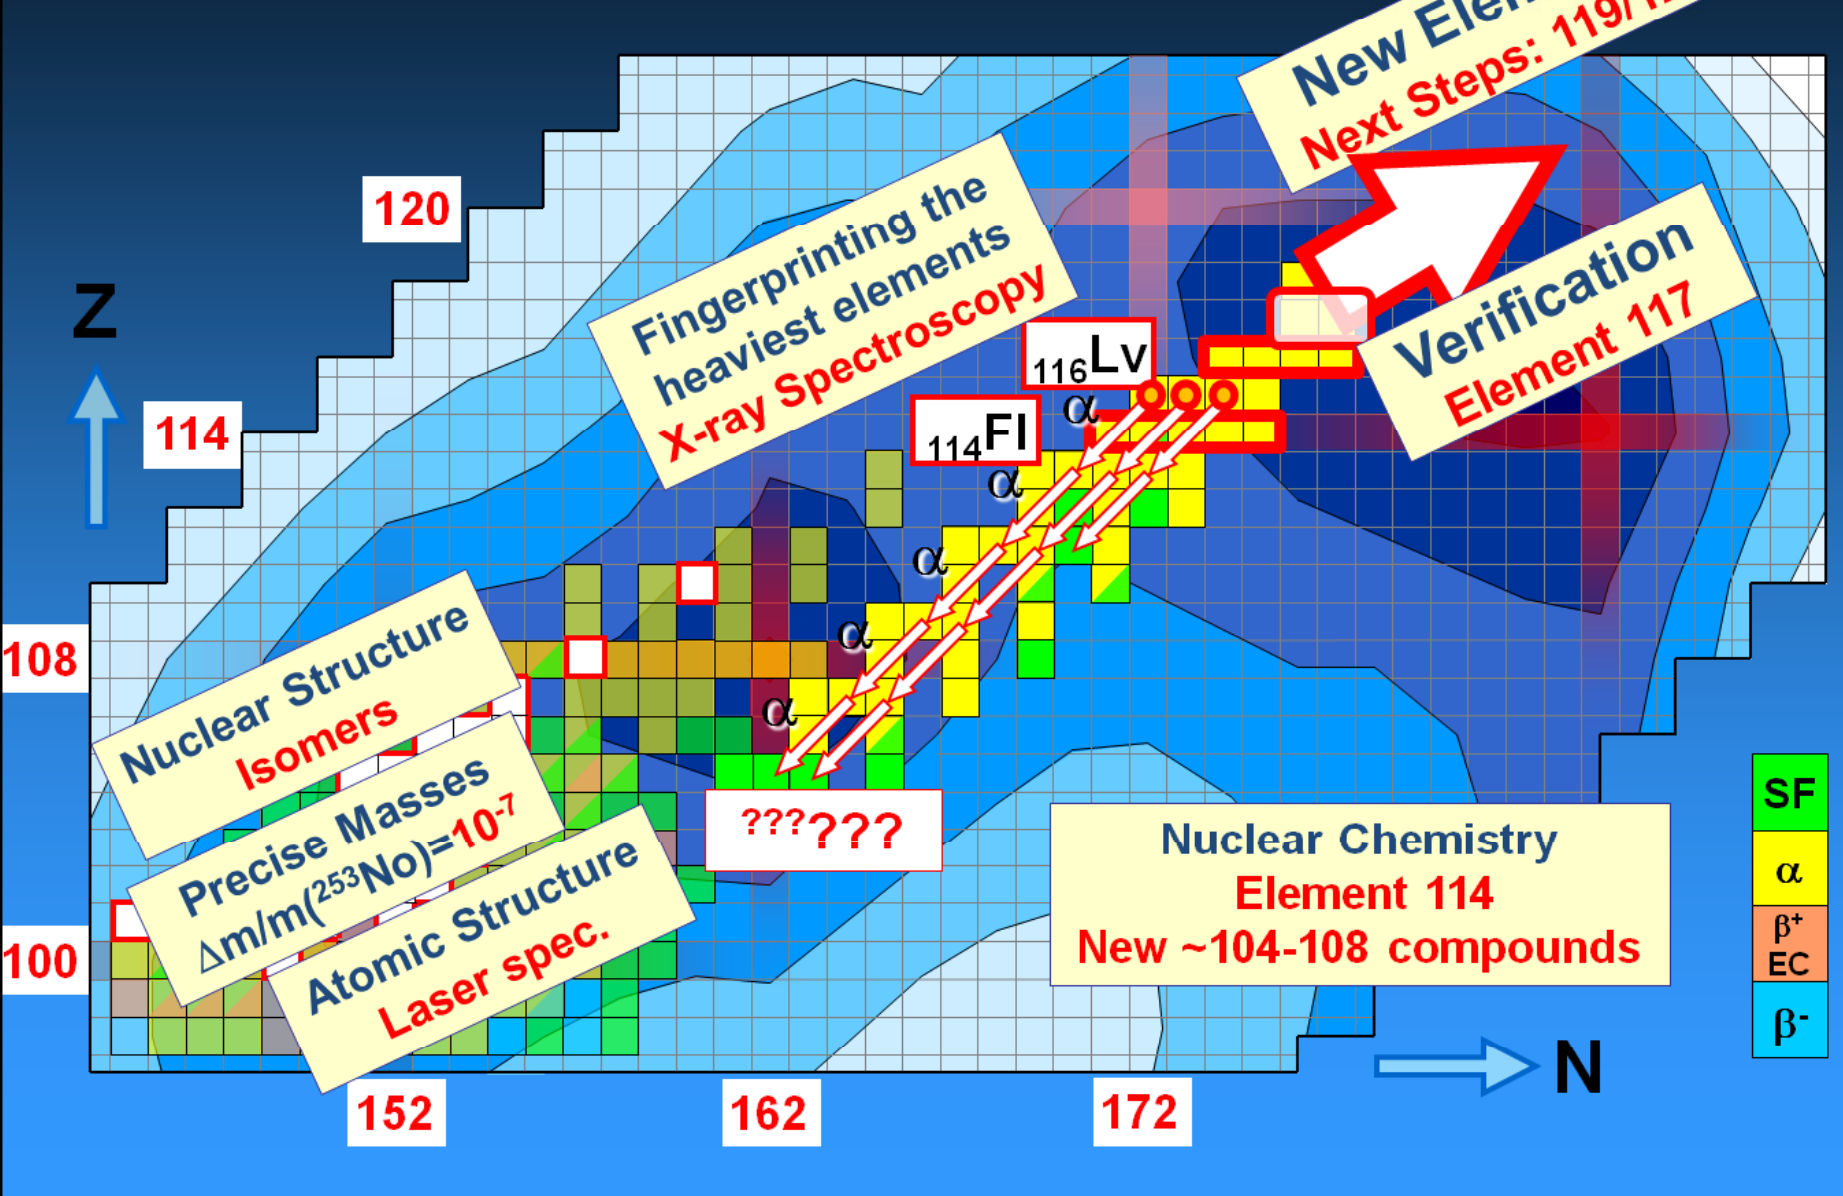 New Elem
Next Steps: 119/1
120
Fingerprinting the
heaviest elements
X-ray Spectroscopy
Z
Verification
Element 117
116Lv
α
114
114Fl
α
α
Nuclear Structure
Isomers
α
108
α
Precise Masses
Δm/m(²⁵³No)=10⁻⁷
??????
Atomic Structure
Laser spec.
Nuclear Chemistry
Element 114
New ~104-108 compounds
SF
α
β⁺
EC
β⁻
100
N
152
162
172